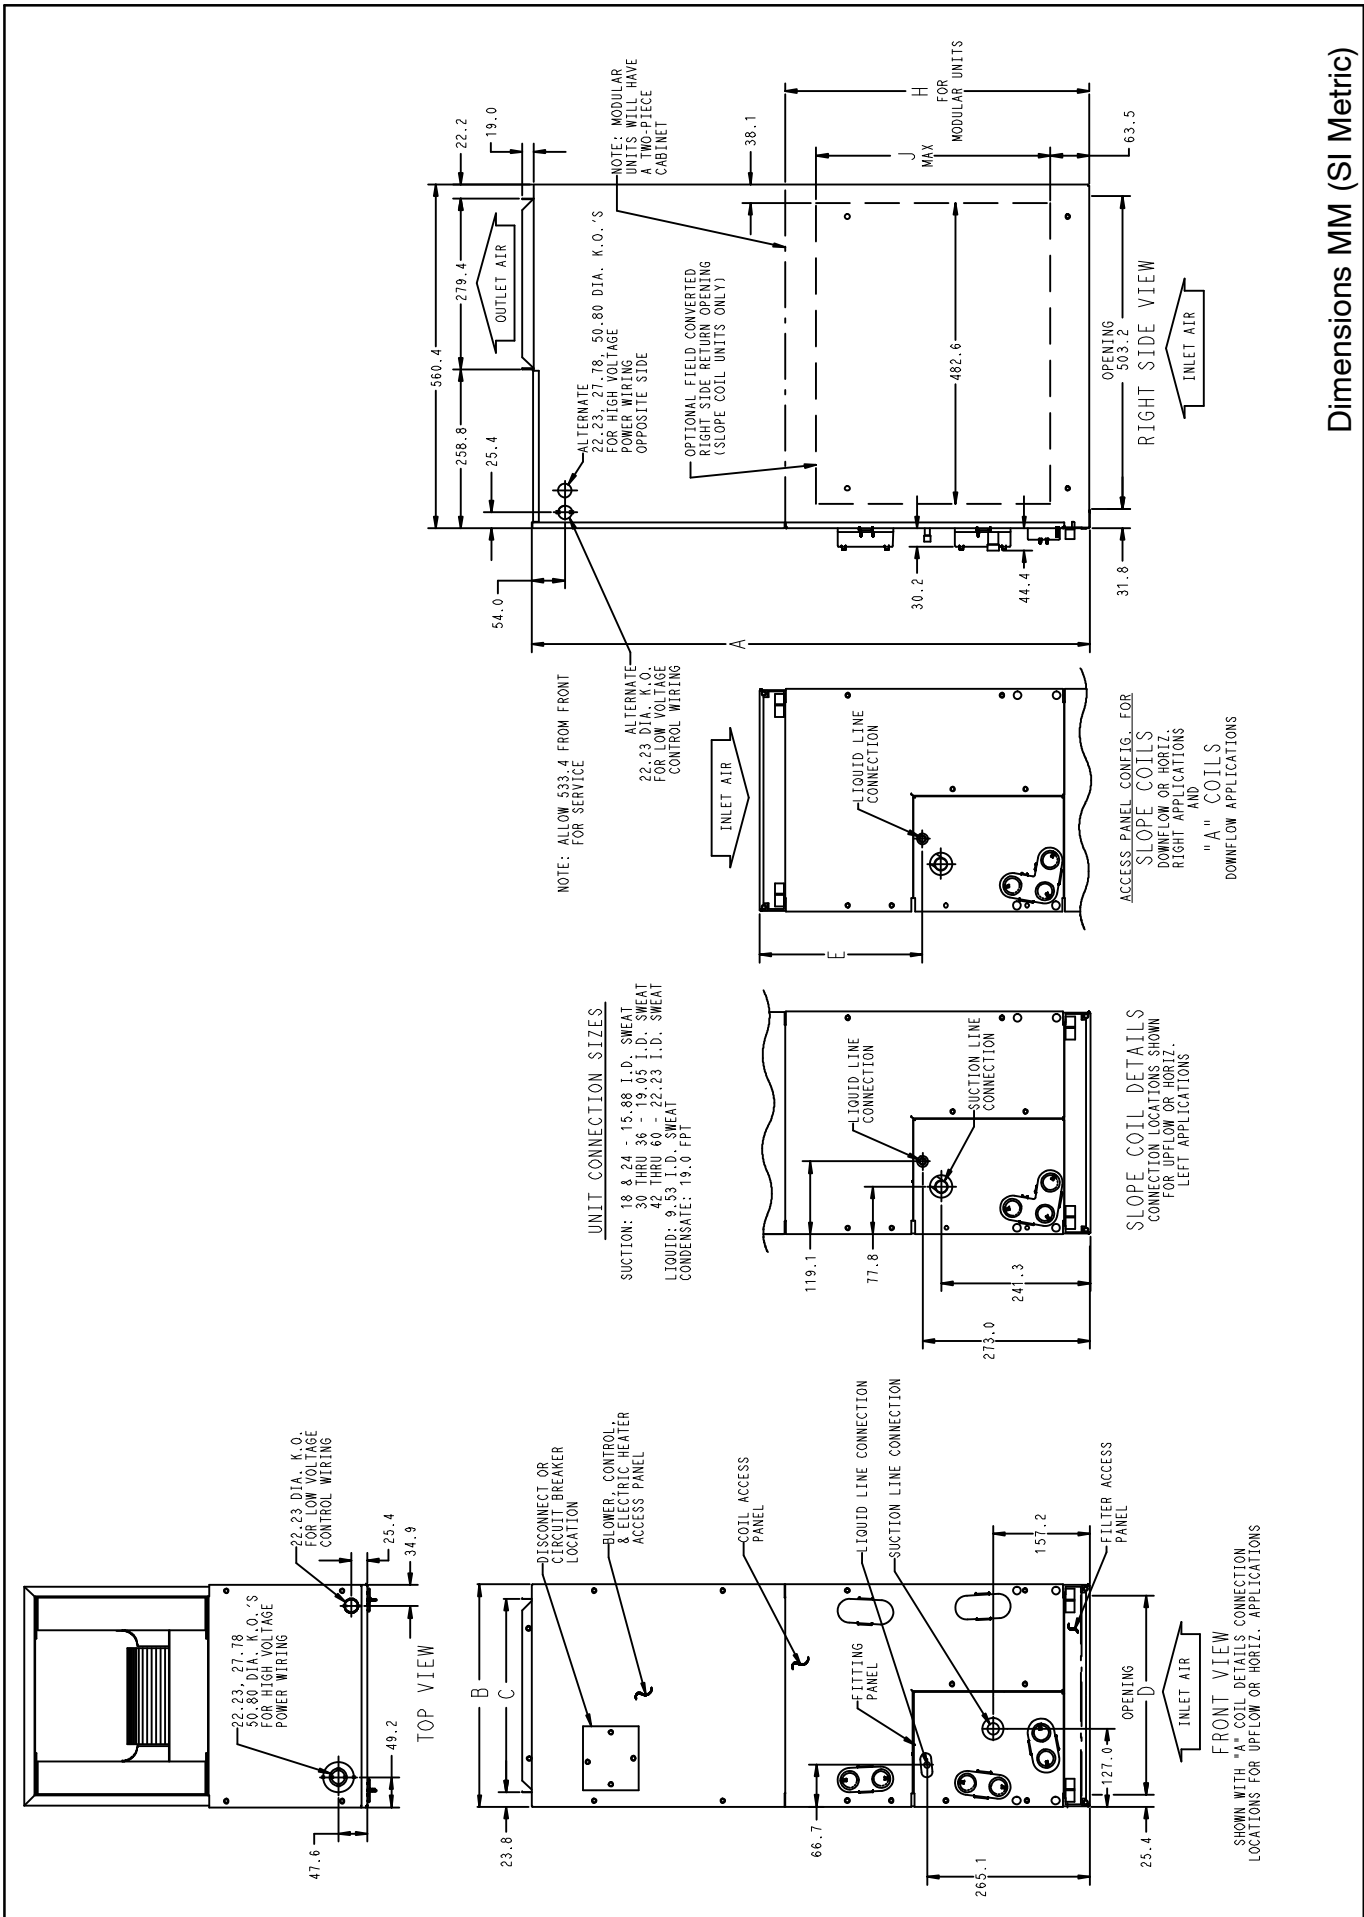 Dimensions MM (SI Metric)
22.23, 27.78
50.80 DIA. K.O.'S
FOR HIGH VOLTAGE
POWER WIRING
22.23 DIA. K.O.
FOR LOW VOLTAGE
CONTROL WIRING
47.6
49.2
25.4
34.9
TOP VIEW
B
C
23.8
DISCONNECT OR
CIRCUIT BREAKER
LOCATION
BLOWER, CONTROL,
& ELECTRIC HEATER
ACCESS PANEL
COIL ACCESS
PANEL
FITTING
PANEL
LIQUID LINE CONNECTION
SUCTION LINE CONNECTION
66.7
265.1
127.0
157.2
25.4
FILTER ACCESS
PANEL
OPENING
D
INLET AIR
FRONT VIEW
SHOWN WITH "A" COIL DETAILS CONNECTION
LOCATIONS FOR UPFLOW OR HORIZ. APPLICATIONS
UNIT CONNECTION SIZES
SUCTION: 18 & 24 - 15.88 I.D. SWEAT
30 THRU 36 - 19.05 I.D. SWEAT
42 THRU 60 - 22.23 I.D. SWEAT
LIQUID: 9.53 I.D. SWEAT
CONDENSATE: 19.0 FPT
119.1
77.8
LIQUID LINE
CONNECTION
SUCTION LINE
CONNECTION
273.0
241.3
SLOPE COIL DETAILS
CONNECTION LOCATIONS SHOWN
FOR UPFLOW OR HORIZ.
LEFT APPLICATIONS
NOTE: ALLOW 533.4 FROM FRONT
FOR SERVICE
INLET AIR
E
LIQUID LINE
CONNECTION
ACCESS PANEL CONFIG. FOR
SLOPE COILS
DOWNFLOW OR HORIZ.
RIGHT APPLICATIONS
AND
"A" COILS
DOWNFLOW APPLICATIONS
560.4
22.2
258.8
279.4
19.0
25.4
54.0
OUTLET AIR
ALTERNATE
22.23, 27.78, 50.80 DIA. K.O.'S
FOR HIGH VOLTAGE
POWER WIRING
OPPOSITE SIDE
ALTERNATE
22.23 DIA. K.O.
FOR LOW VOLTAGE
CONTROL WIRING
NOTE: MODULAR
UNITS WILL HAVE
A TWO-PIECE
CABINET
OPTIONAL FIELD CONVERTED
RIGHT SIDE RETURN OPENING
(SLOPE COIL UNITS ONLY)
A
38.1
H
FOR
MODULAR UNITS
J
MAX
482.6
30.2
44.4
31.8
63.5
OPENING
503.2
RIGHT SIDE VIEW
INLET AIR